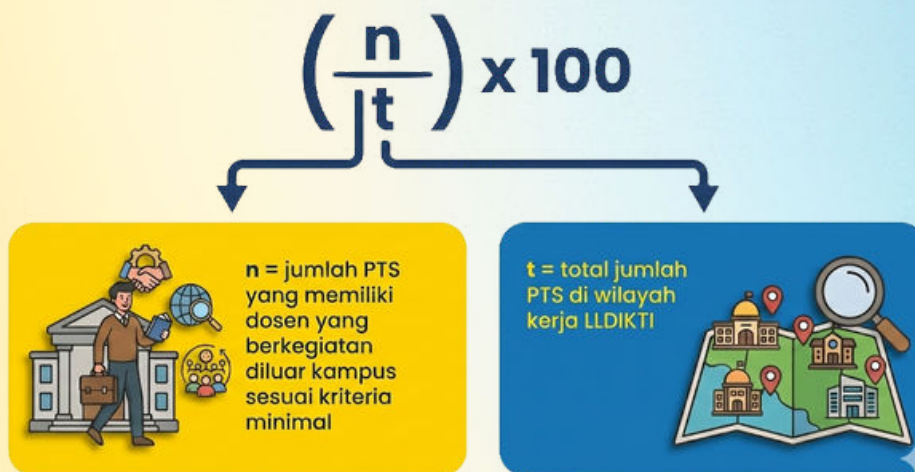 (n/t) x 100
n = jumlah PTS
yang memiliki
dosen yang
berkegiatan
diluar kampus
sesuai kriteria
minimal
t = total jumlah
PTS di wilayah
kerja LLDIKTI